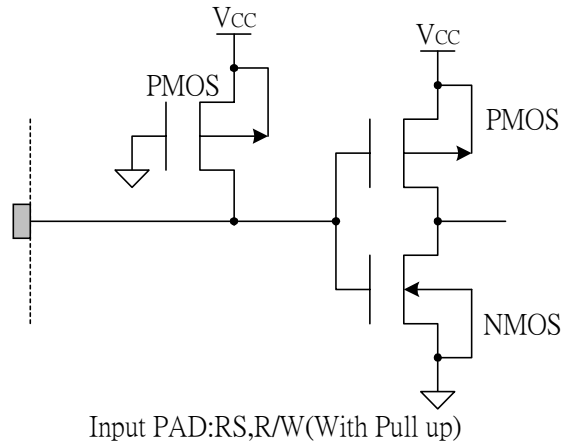 VCC
VCC
PMOS
PMOS
NMOS
Input PAD:RS,R/W(With Pull up)